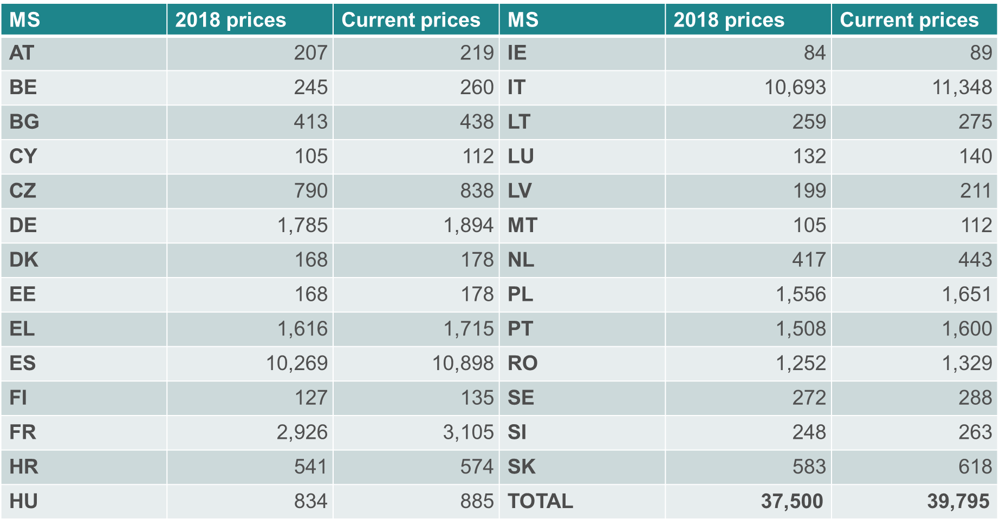 MS 2018 prices Current prices MS 2018 prices Current prices
AT 207 219 IE 84 89
BE 245 260 IT 10,693 11,348
BG 413 438 LT 259 275
CY 105 112 LU 132 140
CZ 790 838 LV 199 211
DE 1,785 1,894 MT 105 112
DK 168 178 NL 417 443
EE 168 178 PL 1,556 1,651
EL 1,616 1,715 PT 1,508 1,600
ES 10,269 10,898 RO 1,252 1,329
FI 127 135 SE 272 288
FR 2,926 3,105 SI 248 263
HR 541 574 SK 583 618
HU 834 885 TOTAL 37,500 39,795